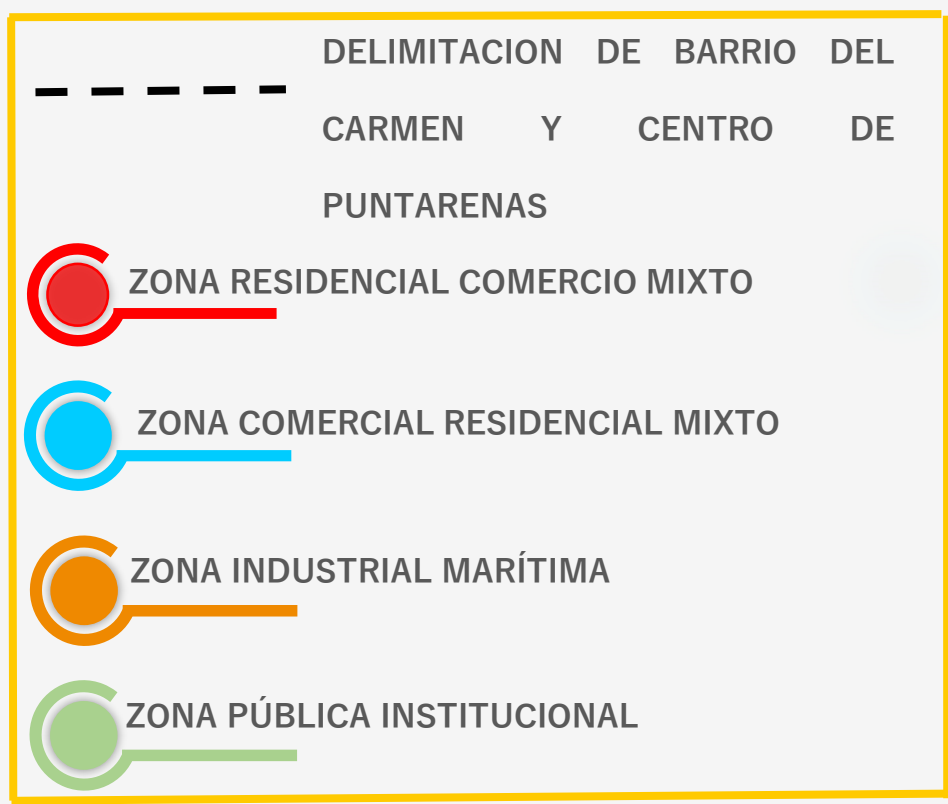 DELIMITACION DE BARRIO DEL
CARMEN Y CENTRO DE
PUNTARENAS
ZONA RESIDENCIAL COMERCIO MIXTO
ZONA COMERCIAL RESIDENCIAL MIXTO
ZONA INDUSTRIAL MARÍTIMA
ZONA PÚBLICA INSTITUCIONAL